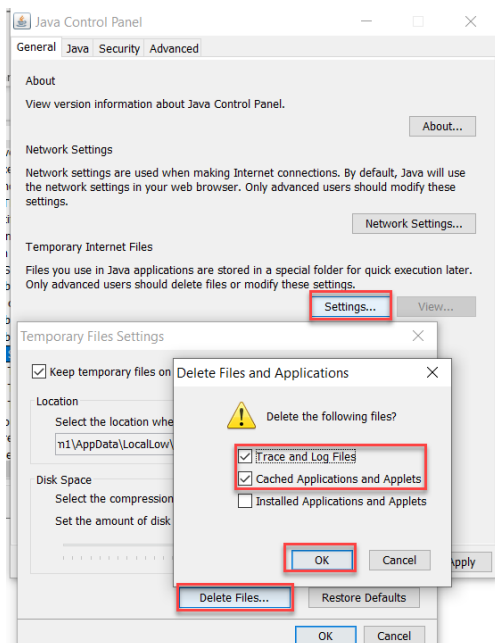 Java Control Panel
General Java Security Advanced
About
View version information about Java Control Panel.
About...
Network Settings
Network settings are used when making Internet connections. By default, Java will use
the network settings in your web browser. Only advanced users should modify these
settings.
Network Settings...
Temporary Internet Files
Files you use in Java applications are stored in a special folder for quick execution later.
Only advanced users should delete files or modify these settings.
Settings... View...
Temporary Files Settings
Keep temporary files on
Location
Select the location
\AppData\LocalLow\
Disk Space
Select the compression
Set the amount of disk
Delete Files... Restore Defaults
OK Cancel
Delete Files and Applications
Delete the following files?
Trace and Log Files
Cached Applications and Applets
Installed Applications and Applets
OK Cancel